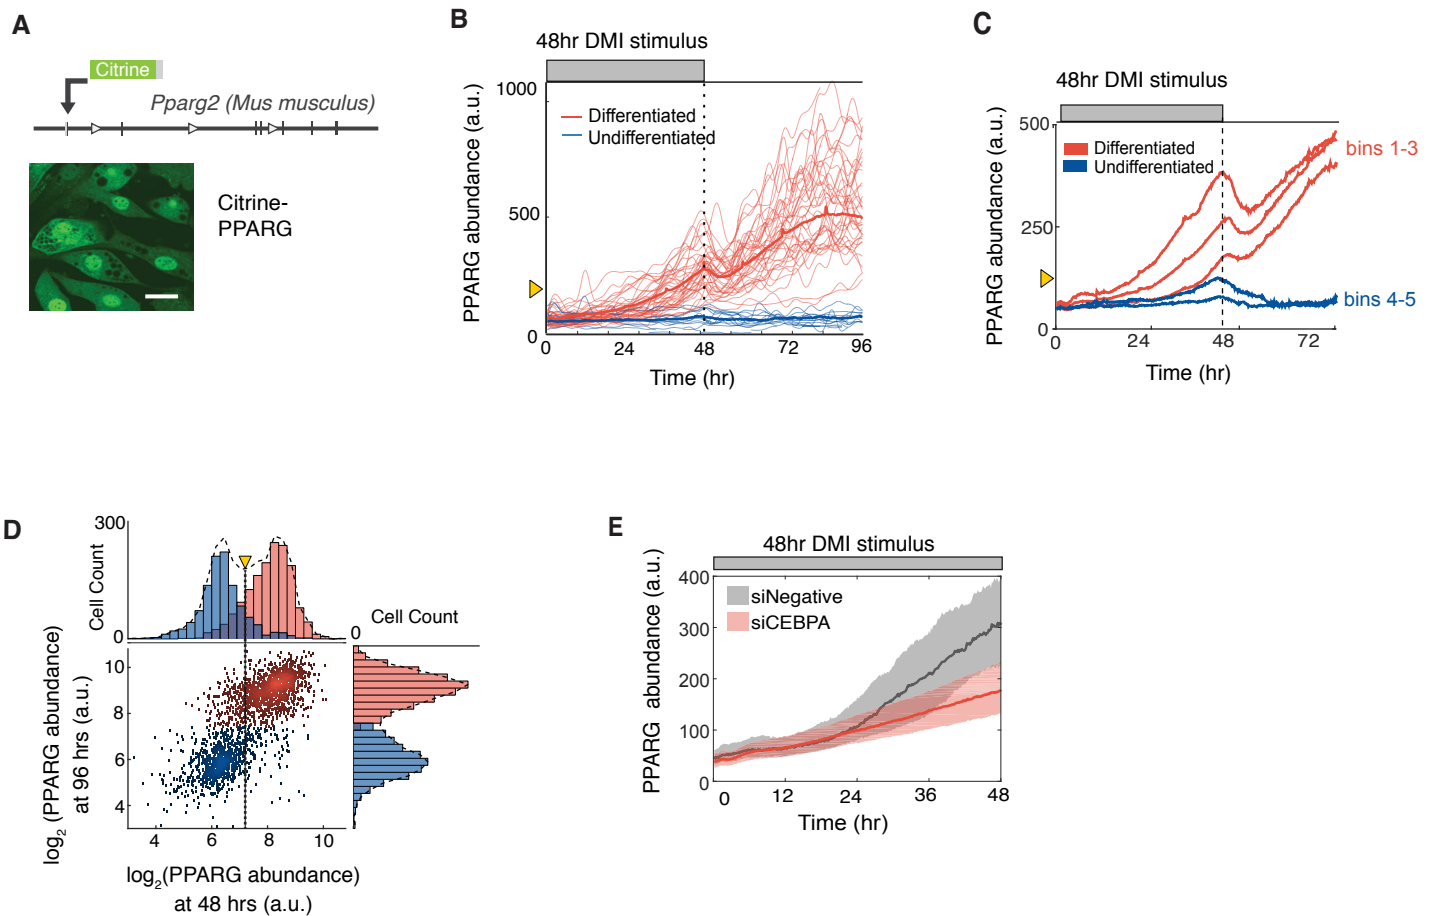 A
Citrine
Pparg2 (Mus musculus)
Citrine-
PPARG
B
48hr DMI stimulus
PPARG abundance (a.u.)
1000
500
0
Differentiated
Undifferentiated
0 24 48 72 96
Time (hr)
C
48hr DMI stimulus
PPARG abundance (a.u.)
500
250
0
Differentiated
Undifferentiated
bins 1-3
bins 4-5
0 24 48 72
Time (hr)
D
300
Cell Count
0
Cell Count
0
log2 (PPARG abundance)
at 96 hrs (a.u.)
10
8
6
4
4 6 8 10
log2(PPARG abundance)
at 48 hrs (a.u.)
E
48hr DMI stimulus
PPARG abundance (a.u.)
400
300
200
100
0
siNegative
siCEBPA
0 12 24 36 48
Time (hr)